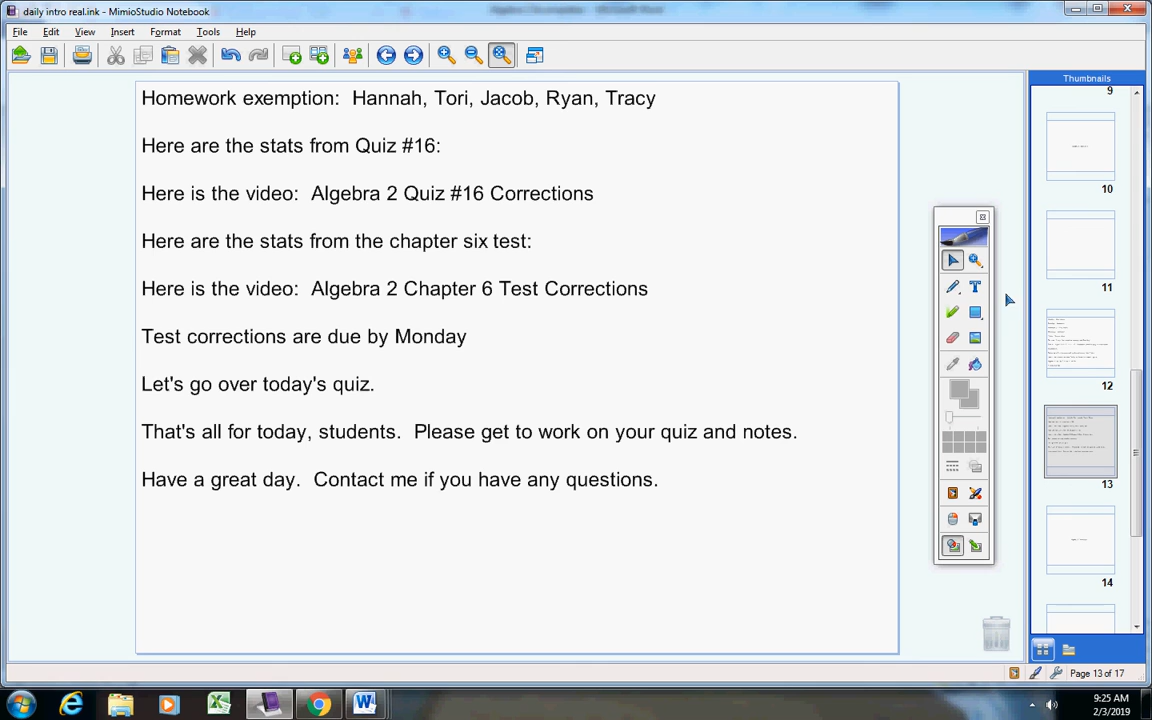 daily intro real.ink - MimioStudio Notebook
File Edit View Insert Format Tools Help
Homework exemption:  Hannah, Tori, Jacob, Ryan, Tracy
Here are the stats from Quiz #16:
Here is the video:  Algebra 2 Quiz #16 Corrections
Here are the stats from the chapter six test:
Here is the video:  Algebra 2 Chapter 6 Test Corrections
Test corrections are due by Monday
Let's go over today's quiz.
That's all for today, students.  Please get to work on your quiz and notes.
Have a great day.  Contact me if you have any questions.
Thumbnails
9
10
11
12
13
14
Page 13 of 17
9:25 AM
2/3/2019